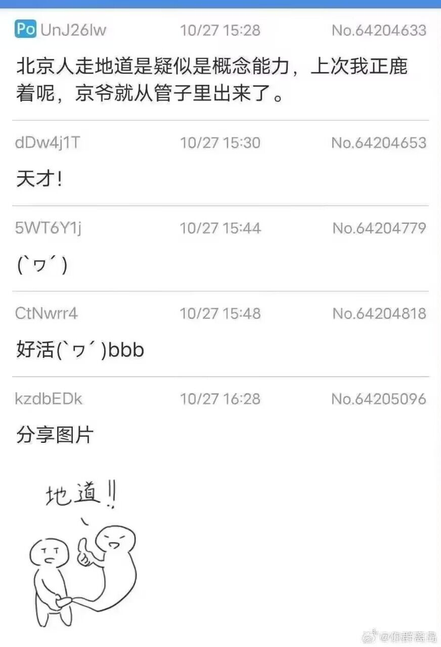 Po UnJ26lw 10/27 15:28 No.64204633
北京人走地道是疑似是概念能力，上次我正鹿
着呢，京爷就从管子里出来了。
dDw4j1T 10/27 15:30 No.64204653
天才！
5WT6Y1j 10/27 15:44 No.64204779
(`ヮ´ )
CtNwrr4 10/27 15:48 No.64204818
好活(`ヮ´ )bbb
kzdbEDk 10/27 16:28 No.64205096
分享图片
地道!!